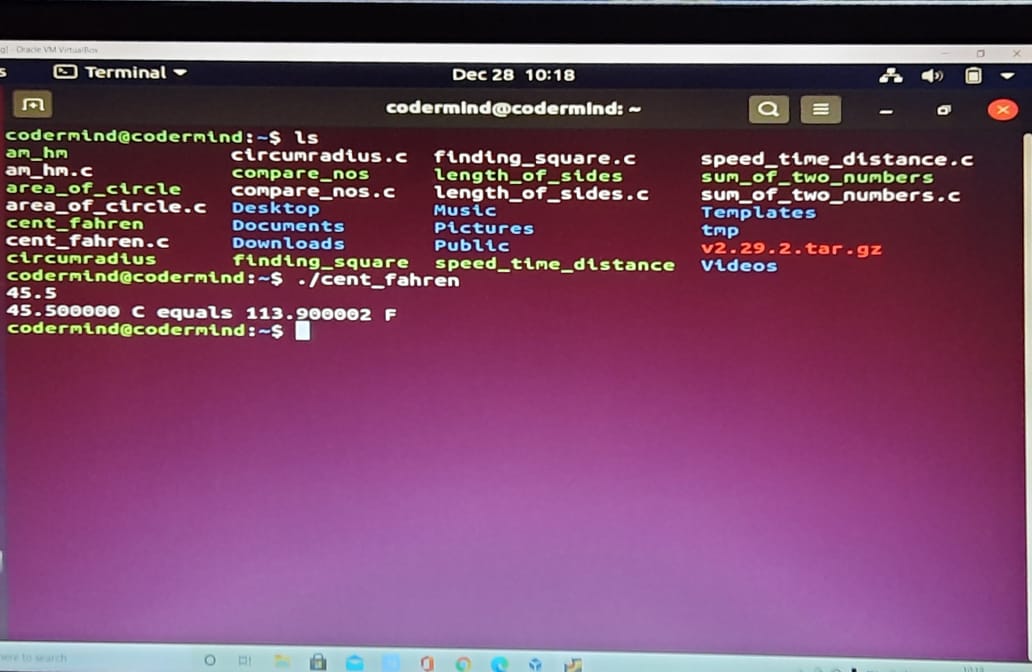 g] - Oracle VM VirtualBox
s Terminal Dec 28 10:18
codermind@codermind: ~
codermind@codermind:~$ ls
am_hm circumradius.c finding_square.c speed_time_distance.c
am_hm.c compare_nos length_of_sides sum_of_two_numbers
area_of_circle compare_nos.c length_of_sides.c sum_of_two_numbers.c
area_of_circle.c Desktop Music Templates
cent_fahren Documents Pictures tmp
cent_fahren.c Downloads Public v2.29.2.tar.gz
circumradius finding_square speed_time_distance Videos
codermind@codermind:~$ ./cent_fahren
45.5
45.500000 C equals 113.900002 F
codermind@codermind:~$
here to search